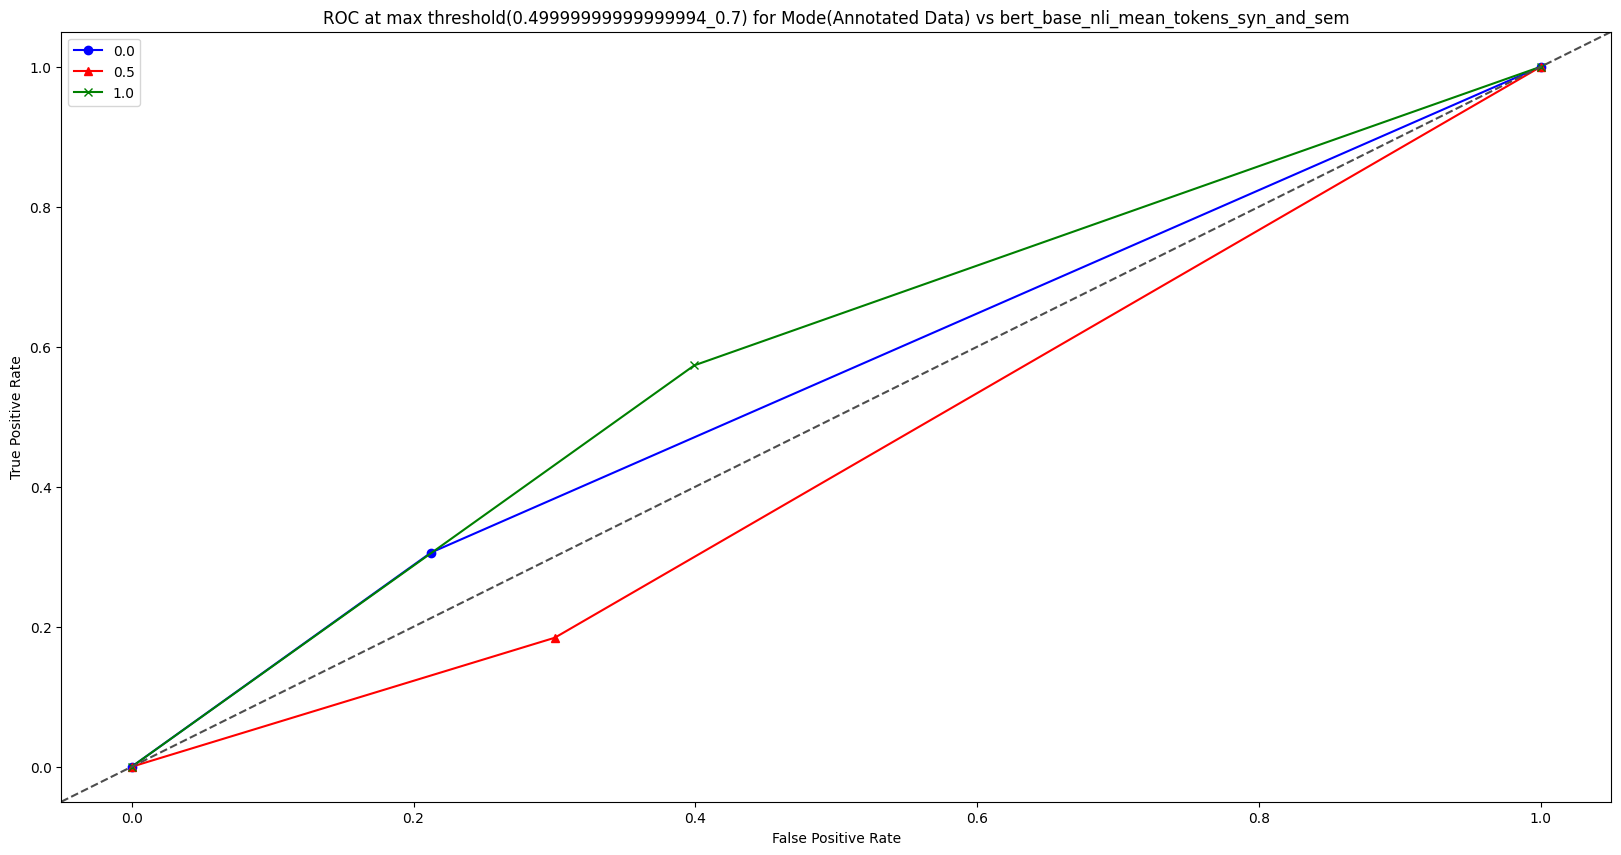 ROC at max threshold(0.49999999999999994_0.7) for Mode(Annotated Data) vs bert_base_nli_mean_tokens_syn_and_sem
0.0
0.5
1.0
1.0
0.8
0.6
0.4
0.2
0.0
True Positive Rate
0.0 0.2 0.4 0.6 0.8 1.0
False Positive Rate